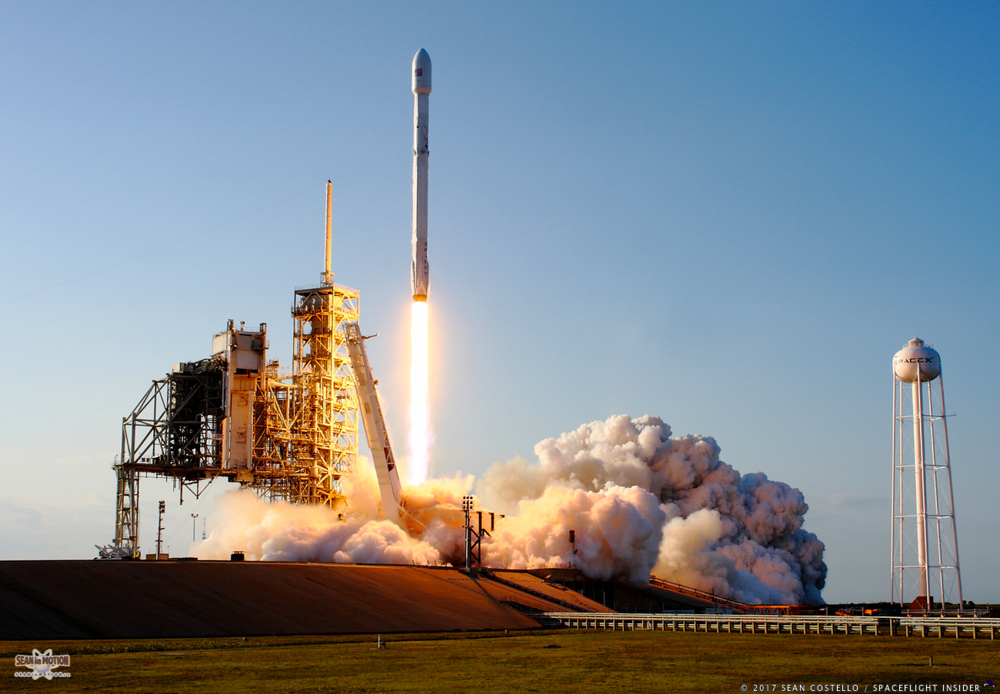 SPACEX
SEAN in MOTION
© 2017 SEAN COSTELLO / SPACEFLIGHT INSIDER